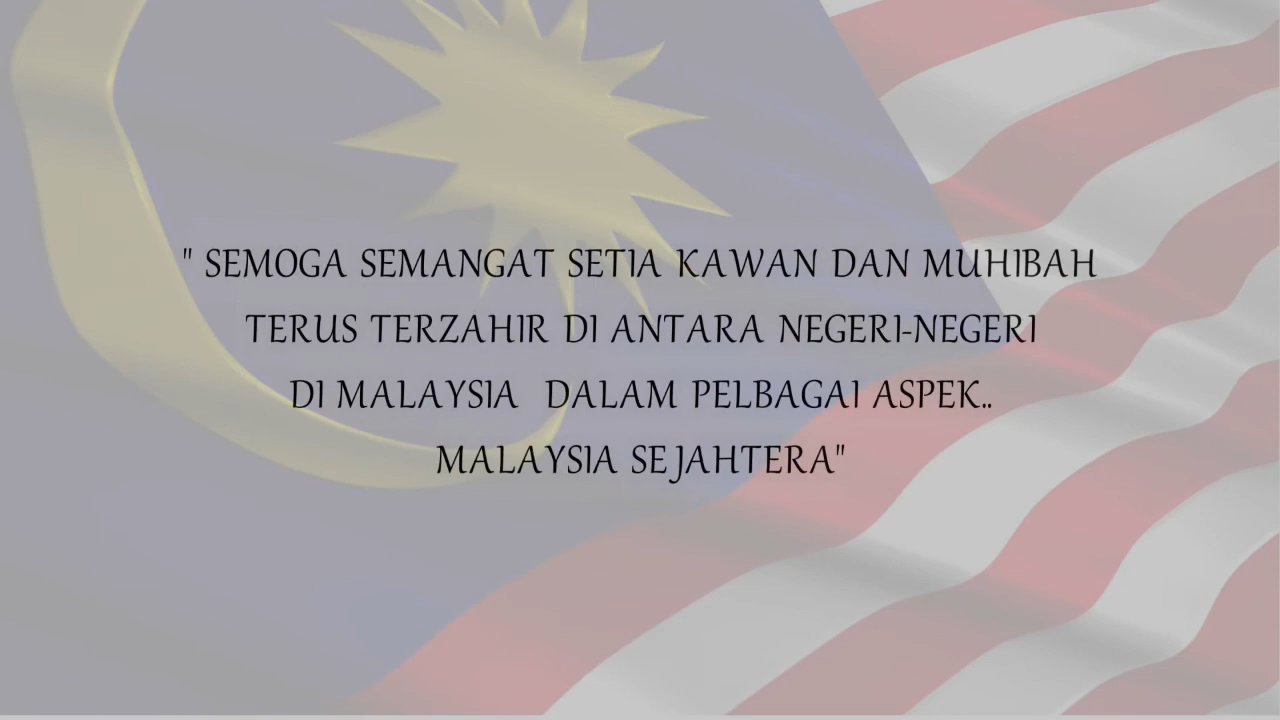 " SEMOGA SEMANGAT SETIA KAWAN DAN MUHIBAH
TERUS TERZAHIR DI ANTARA NEGERI-NEGERI
DI MALAYSIA  DALAM PELBAGAI ASPEK..
MALAYSIA SEJAHTERA"